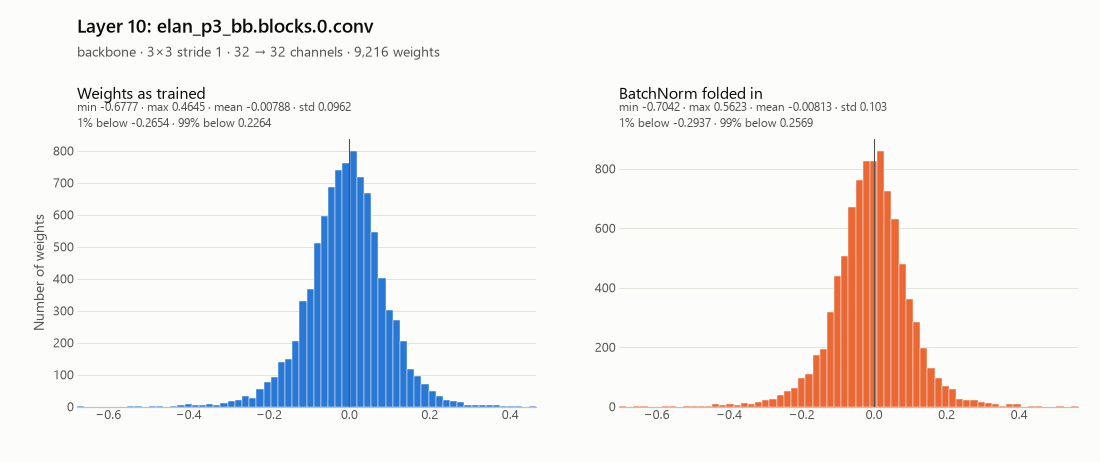 Layer 10: elan_p3_bb.blocks.0.conv
backbone · 3×3 stride 1 · 32 → 32 channels · 9,216 weights
Weights as trained
min -0.6777 · max 0.4645 · mean -0.00788 · std 0.0962
1% below -0.2654 · 99% below 0.2264
Number of weights
800
700
600
500
400
300
200
100
0
−0.6
−0.4
−0.2
0.0
0.2
0.4
BatchNorm folded in
min -0.7042 · max 0.5623 · mean -0.00813 · std 0.103
1% below -0.2937 · 99% below 0.2569
800
600
400
200
0
−0.6
−0.4
−0.2
0.0
0.2
0.4